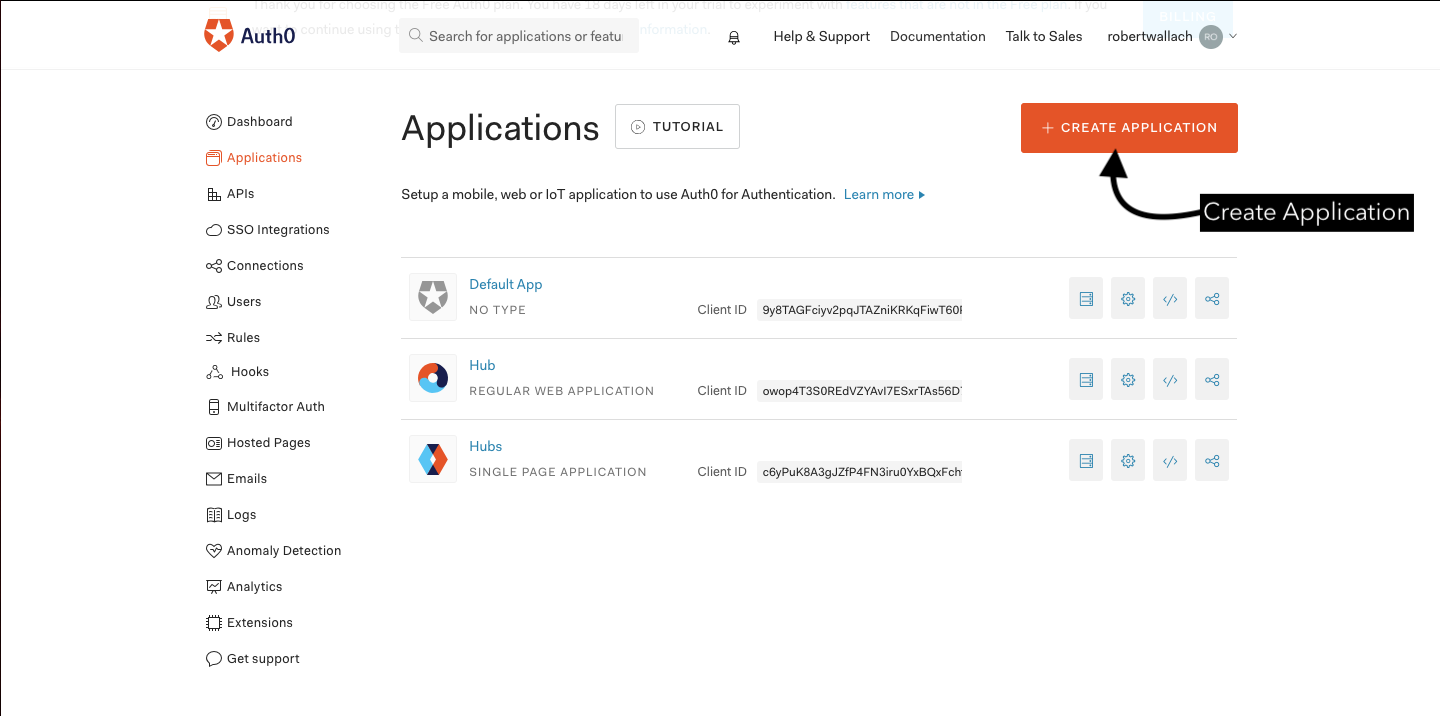 Thank you for choosing the Free Auth0 plan. You have 18 days left in your trial to experiment with features that are not in the Free plan. If you
continue using
information.
BILLING
Auth0
Search for applications or featu
Help & Support
Documentation
Talk to Sales
robertwallach
RO
Dashboard
Applications
APIs
SSO Integrations
Connections
Users
Rules
Hooks
Multifactor Auth
Hosted Pages
Emails
Logs
Anomaly Detection
Analytics
Extensions
Get support
Applications
TUTORIAL
+ CREATE APPLICATION
Create Application
Setup a mobile, web or IoT application to use Auth0 for Authentication. Learn more
Default App
NO TYPE
Client ID 9y8TAGFciyv2pqJTAZniKRKqFiwT60
Hub
REGULAR WEB APPLICATION
Client ID owop4T3S0REdVZYAvI7ESxrTAs56D
Hubs
SINGLE PAGE APPLICATION
Client ID c6yPuK8A3gJZfP4FN3iru0YxBQxFch